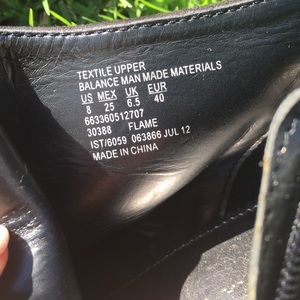 TEXTILE UPPER
BALANCE MAN MADE MATERIALS
US MEX UK EUR
8 25 6.5 40
663360512707
30388 FLAME
IST/6059 063866 JUL 12
MADE IN CHINA